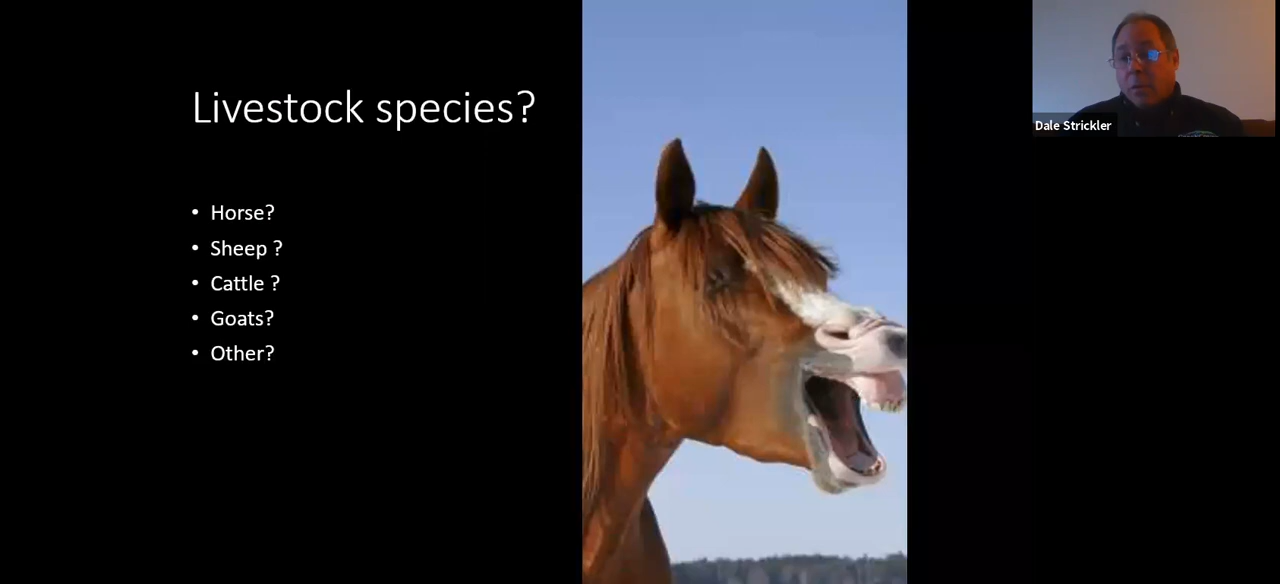 Livestock species?
• Horse?
• Sheep ?
• Cattle ?
• Goats?
• Other?
Dale Strickler